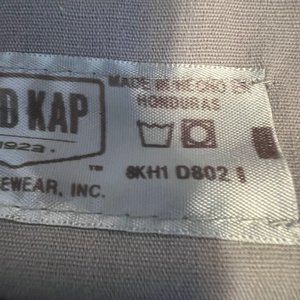 D KAP
1923.
™
EWEAR, INC.
MADE IN/HECHO EN
HONDURAS
8KH1 D802